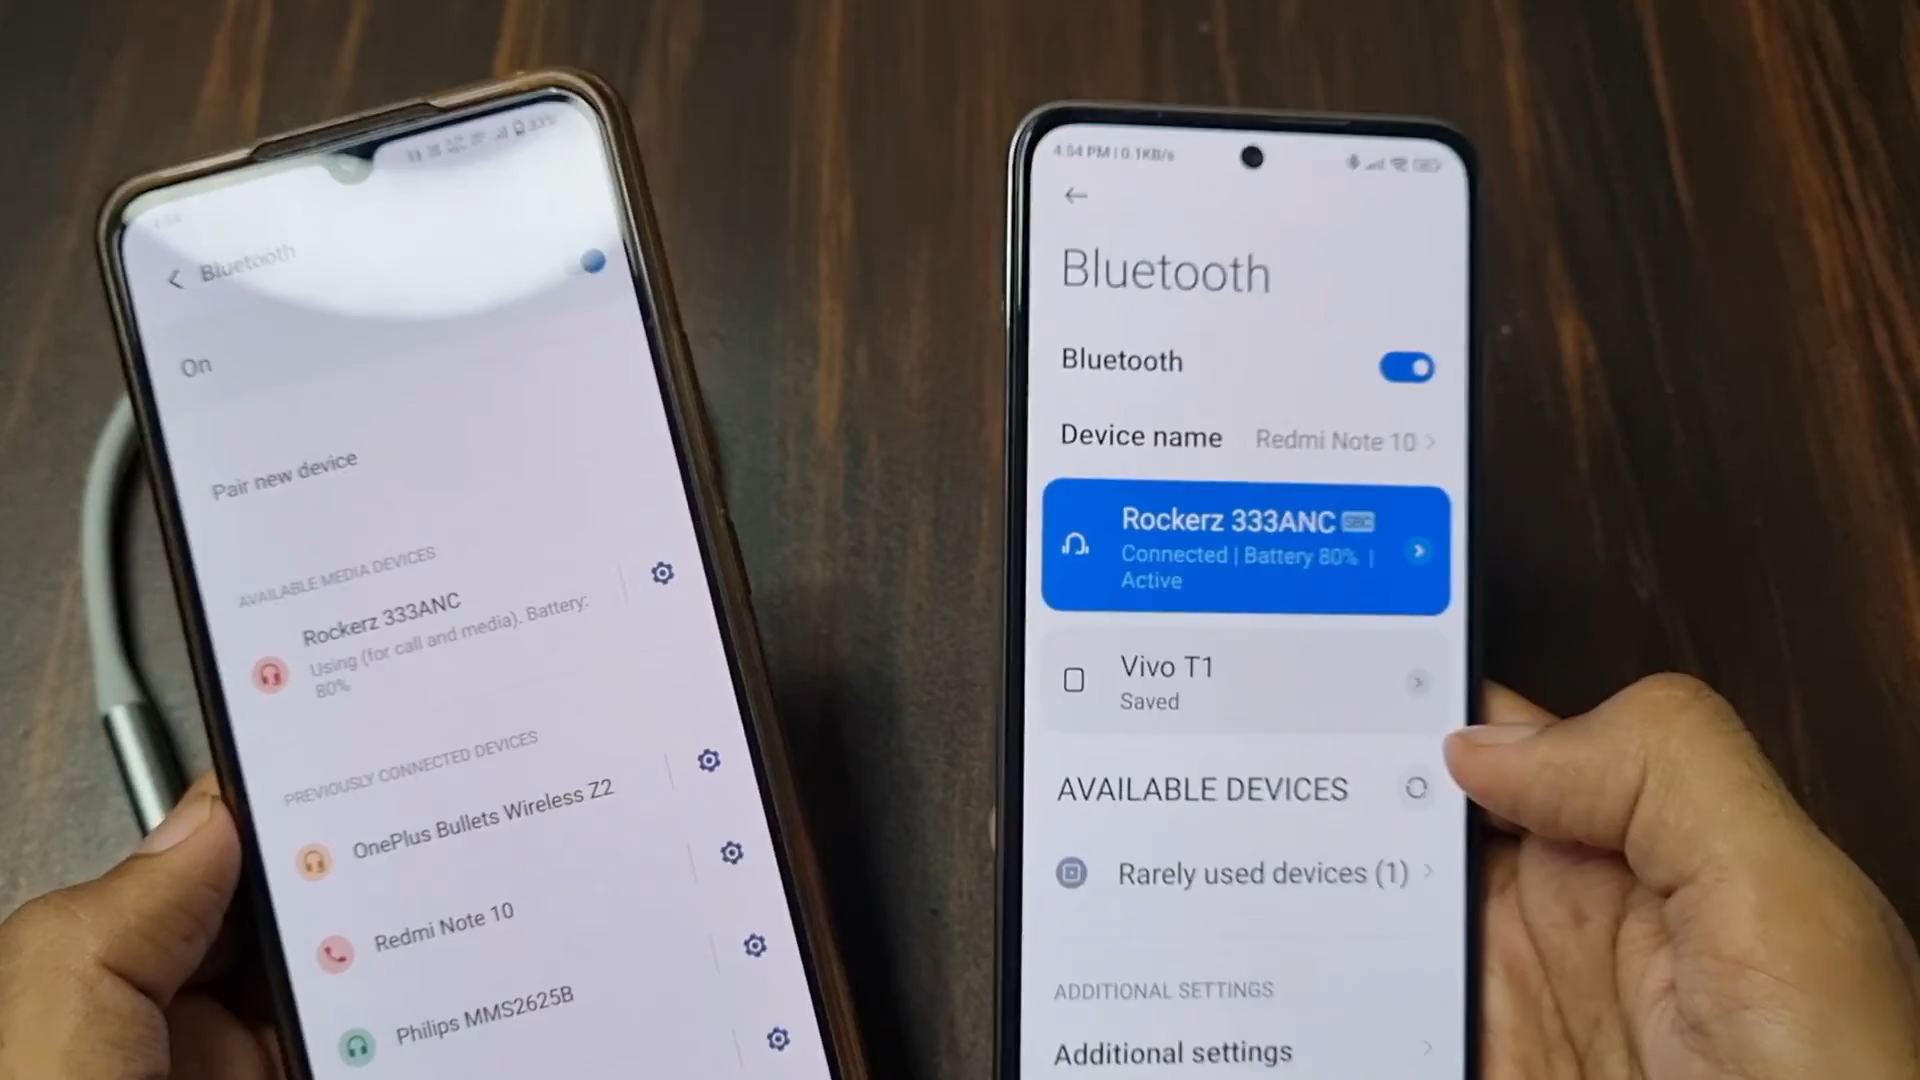 Bluetooth
On
Pair new device
AVAILABLE MEDIA DEVICES
Rockerz 333ANC
Using (for call and media). Battery:
80%
PREVIOUSLY CONNECTED DEVICES
OnePlus Bullets Wireless Z2
Redmi Note 10
Philips MMS2625B
4:54 PM | 0.1KB/s
Bluetooth
Bluetooth
Device name Redmi Note 10
Rockerz 333ANC SBC
Connected | Battery 80% |
Active
Vivo T1
Saved
AVAILABLE DEVICES
Rarely used devices (1)
ADDITIONAL SETTINGS
Additional settings